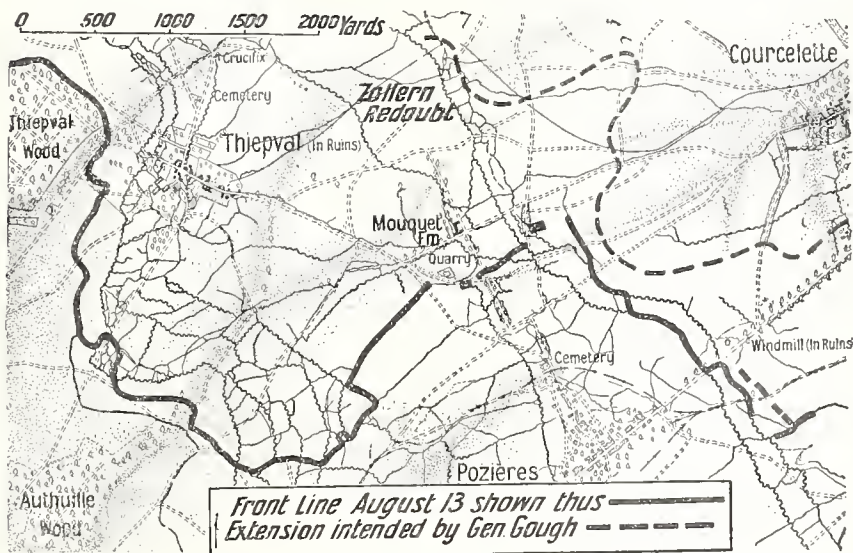 0 500 1000 1500 2000 Yards
Crucifix
Cemetery
Courcelette
Zollern
Redoubt
Thiepval
Wood
Thiepval (In Ruins)
Mouquet
Fm
Quarry
Windmill (In Ruins)
Cemetery
Pozières
Authuille
Wood
Front Line August 13 shown thus
Extension intended by Gen. Gough